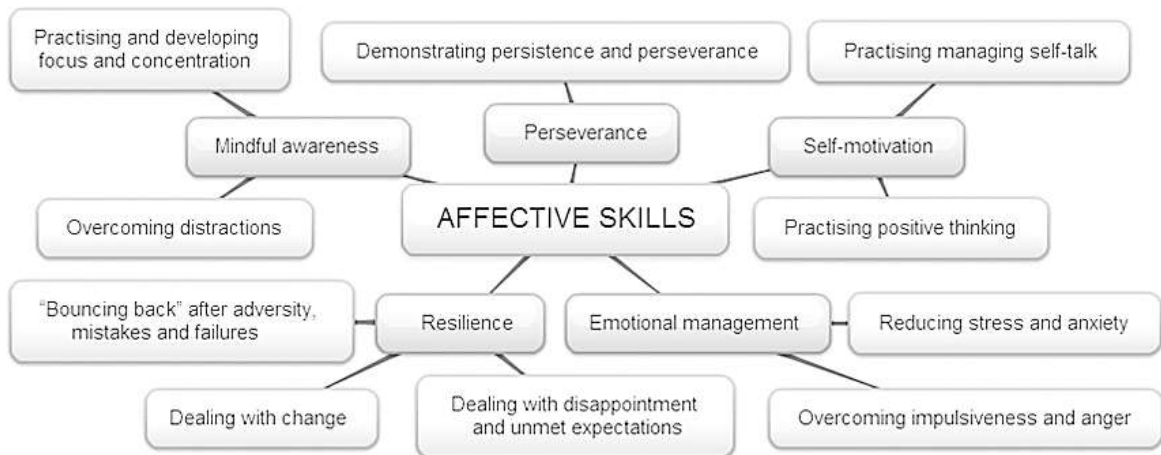 Practising and developing
focus and concentration
Demonstrating persistence and perseverance
Practising managing self-talk
Mindful awareness
Perseverance
Self-motivation
Overcoming distractions
AFFECTIVE SKILLS
Practising positive thinking
“Bouncing back” after adversity,
mistakes and failures
Resilience
Emotional management
Reducing stress and anxiety
Dealing with change
Dealing with disappointment
and unmet expectations
Overcoming impulsiveness and anger